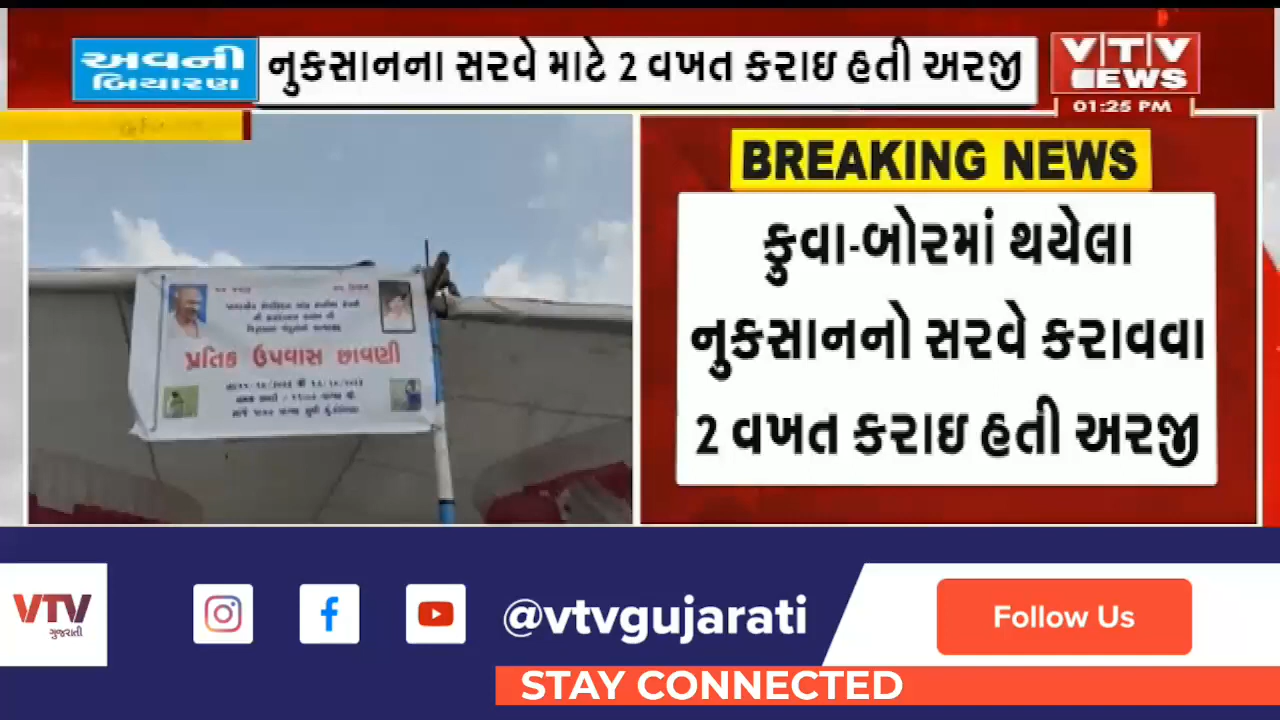 અવની
બિચારણ
નુકસાનના સરવે માટે 2 વખત કરાઇ હતી અરજી
VTV
NEWS
01:25 PM
BREAKING NEWS
કુવા-બોરમાં થયેલા
નુકસાનનો સરવે કરાવવા
2 વખત કરાઇ હતી અરજી
પ્રતિક ઉપવાસ છાવણી
VTV
ગુજરાતી
@vtvgujarati
Follow Us
STAY CONNECTED